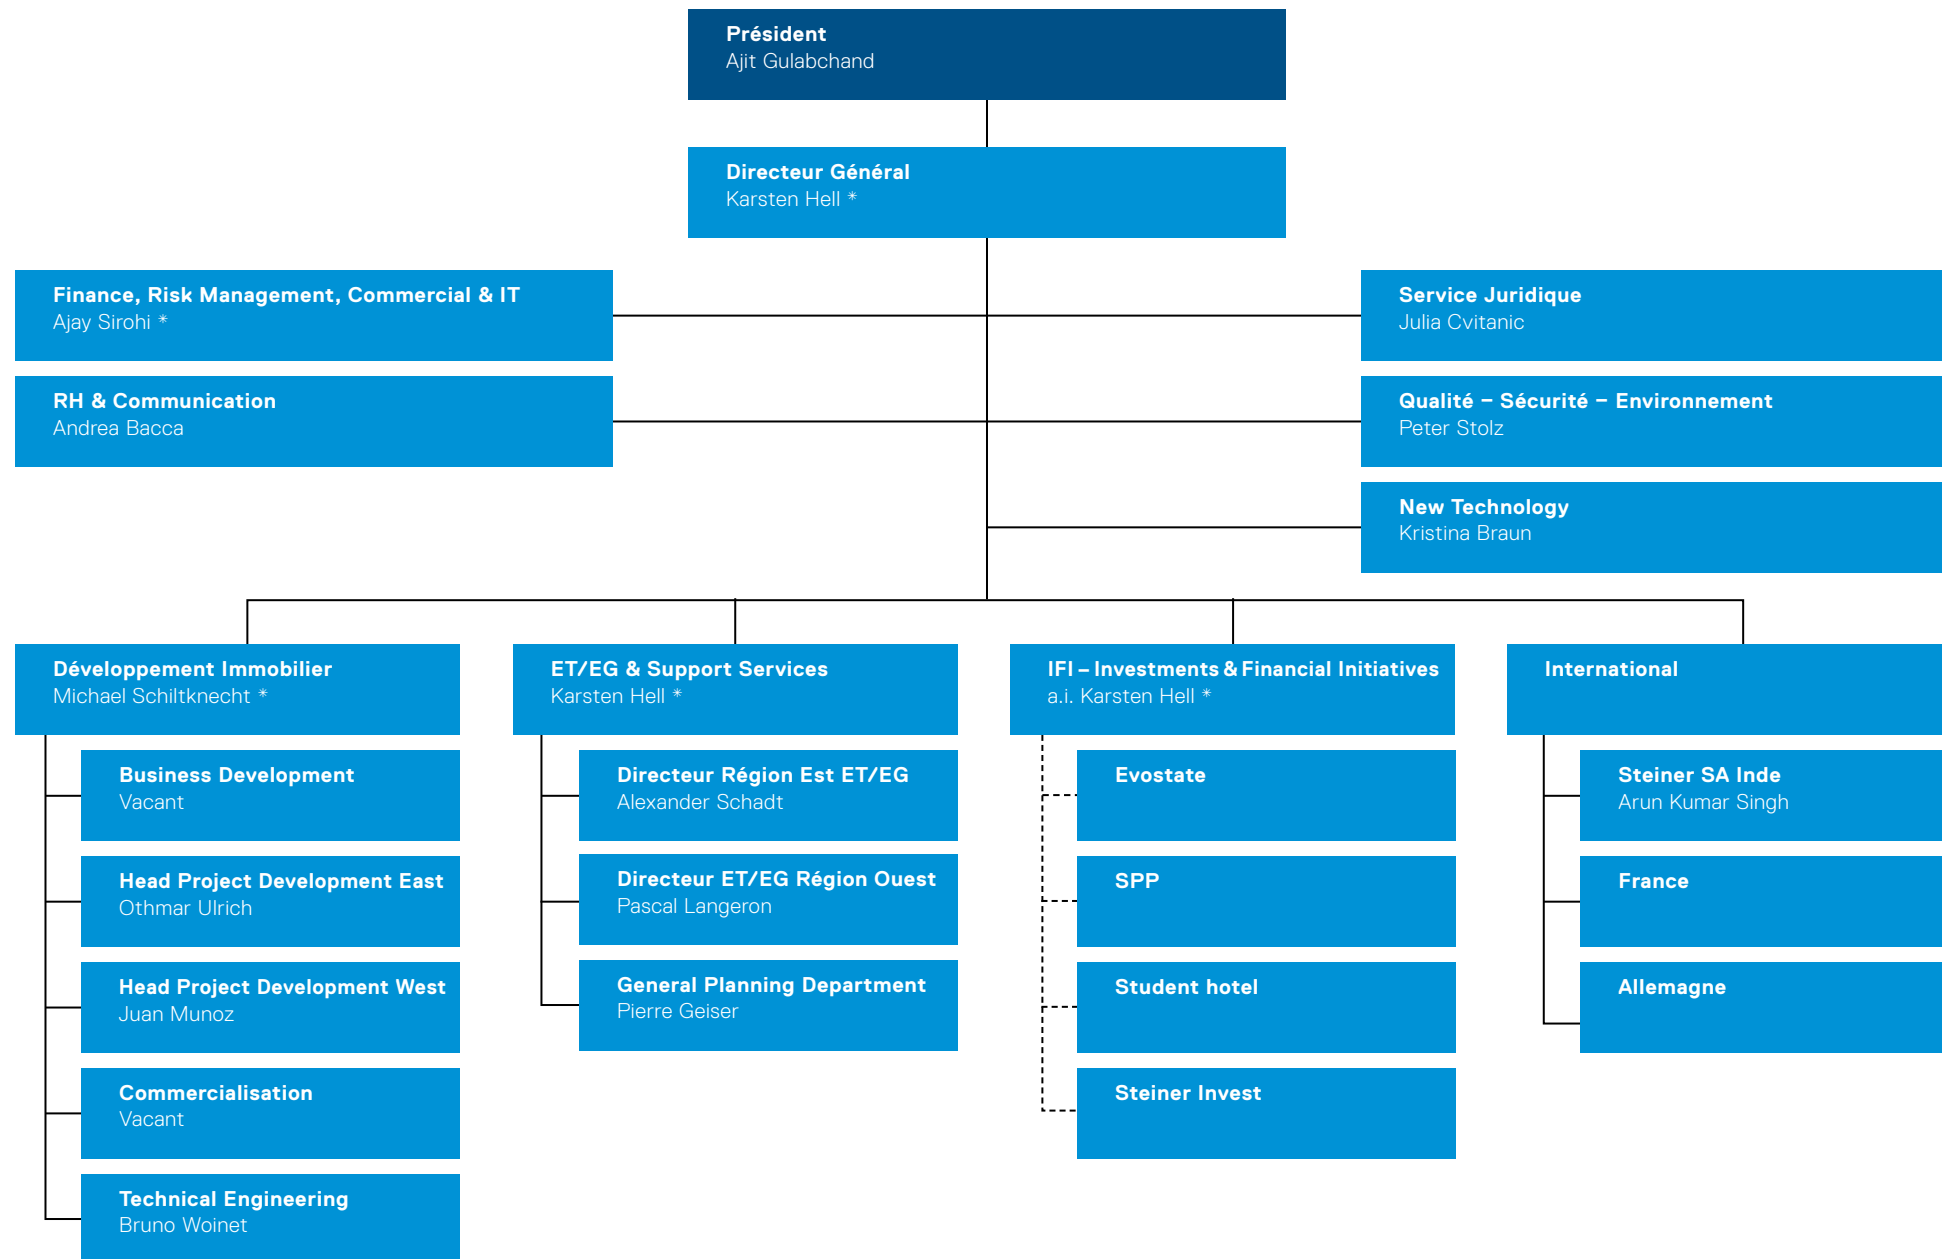 Président
Ajit Gulabchand
Directeur Général
Karsten Hell *
Finance, Risk Management, Commercial & IT
Ajay Sirohi *
Service Juridique
Julia Cvitanic
RH & Communication
Andrea Bacca
Qualité – Sécurité – Environnement
Peter Stolz
New Technology
Kristina Braun
Développement Immobilier
Michael Schiltknecht *
Business Development
Vacant
Head Project Development East
Othmar Ulrich
Head Project Development West
Juan Munoz
Commercialisation
Vacant
Technical Engineering
Bruno Woinet
ET/EG & Support Services
Karsten Hell *
Directeur Région Est ET/EG
Alexander Schadt
Directeur ET/EG Région Ouest
Pascal Langeron
General Planning Department
Pierre Geiser
IFI – Investments & Financial Initiatives
a.i. Karsten Hell *
Evostate
SPP
Student hotel
Steiner Invest
International
Steiner SA Inde
Arun Kumar Singh
France
Allemagne